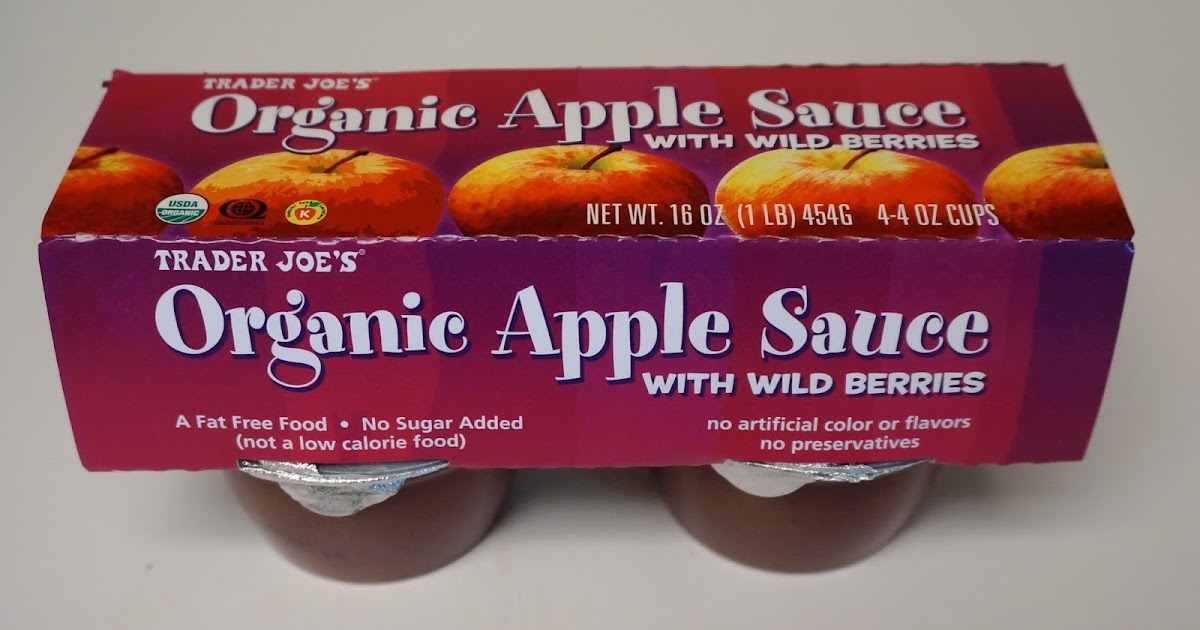 TRADER JOE'S™
Organic Apple Sauce
WITH WILD BERRIES
USDA
ORGANIC
K
NET WT. 16 OZ (1 LB) 454G 4-4 OZ CUPS
TRADER JOE'S®
Organic Apple Sauce
WITH WILD BERRIES
A Fat Free Food • No Sugar Added
(not a low calorie food)
no artificial color or flavors
no preservatives